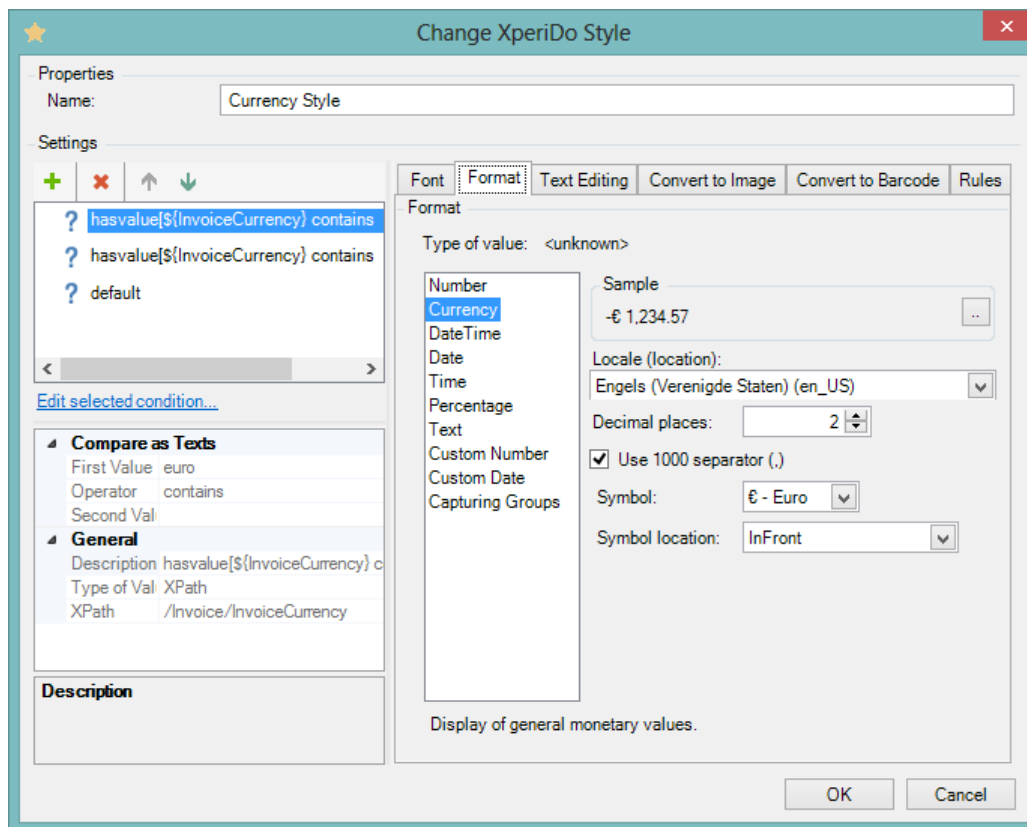 Change XperiDo Style
Properties
Name: Currency Style
Settings
Font Format Text Editing Convert to Image Convert to Barcode Rules
? hasvalue[${InvoiceCurrency} contains
? hasvalue[${InvoiceCurrency} contains
? default
Edit selected condition...
Compare as Texts
First Value euro
Operator contains
Second Val
General
Description hasvalue[${InvoiceCurrency} c
Type of Val XPath
XPath /Invoice/InvoiceCurrency
Description
Format
Type of value: <unknown>
Number
Currency
DateTime
Date
Time
Percentage
Text
Custom Number
Custom Date
Capturing Groups
Sample
-€ 1,234.57
..
Locale (location):
Engels (Verenigde Staten) (en_US)
Decimal places: 2
Use 1000 separator (,)
Symbol: € - Euro
Symbol location: InFront
Display of general monetary values.
OK Cancel